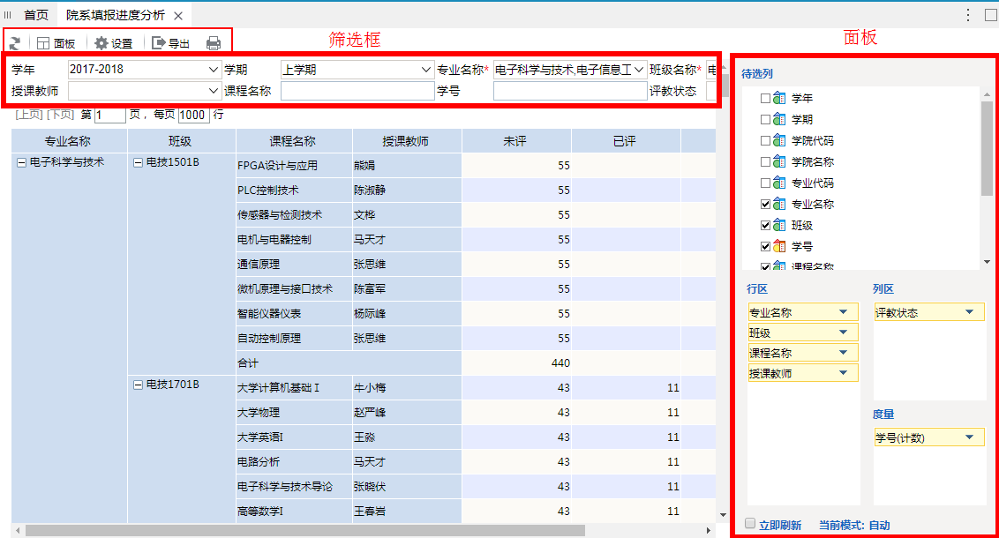 首页 院系填报进度分析
面板 设置 导出
筛选框
面板
学年 2017-2018 学期 上学期 专业名称* 电子科学与技术,电子信息工 班级名称*
授课教师 课程名称 学号 评教状态
[上页] [下页] 第 1 页，每页 1000 行
专业名称 班级 课程名称 授课教师 未评 已评
电子科学与技术 电技1501B FPGA设计与应用 熊娟 55
PLC控制技术 陈淑静 55
传感器与检测技术 文桦 55
电机与电器控制 马天才 55
通信原理 张思维 55
微机原理与接口技术 陈富军 55
智能仪器仪表 杨际峰 55
自动控制原理 张思维 55
合计 440
电技1701B 大学计算机基础 I 牛小梅 43 11
大学物理 赵严峰 43 11
大学英语I 王淼 43 11
电路分析 马天才 43 11
电子科学与技术导论 张晓伏 43 11
高等数学I 王春岩 43 11
待选列
学年
学期
学院代码
学院名称
专业代码
专业名称
班级
学号
课程名称
行区 列区
专业名称 评教状态
班级
课程名称
授课教师
度量
学号(计数)
立即刷新 当前模式: 自动